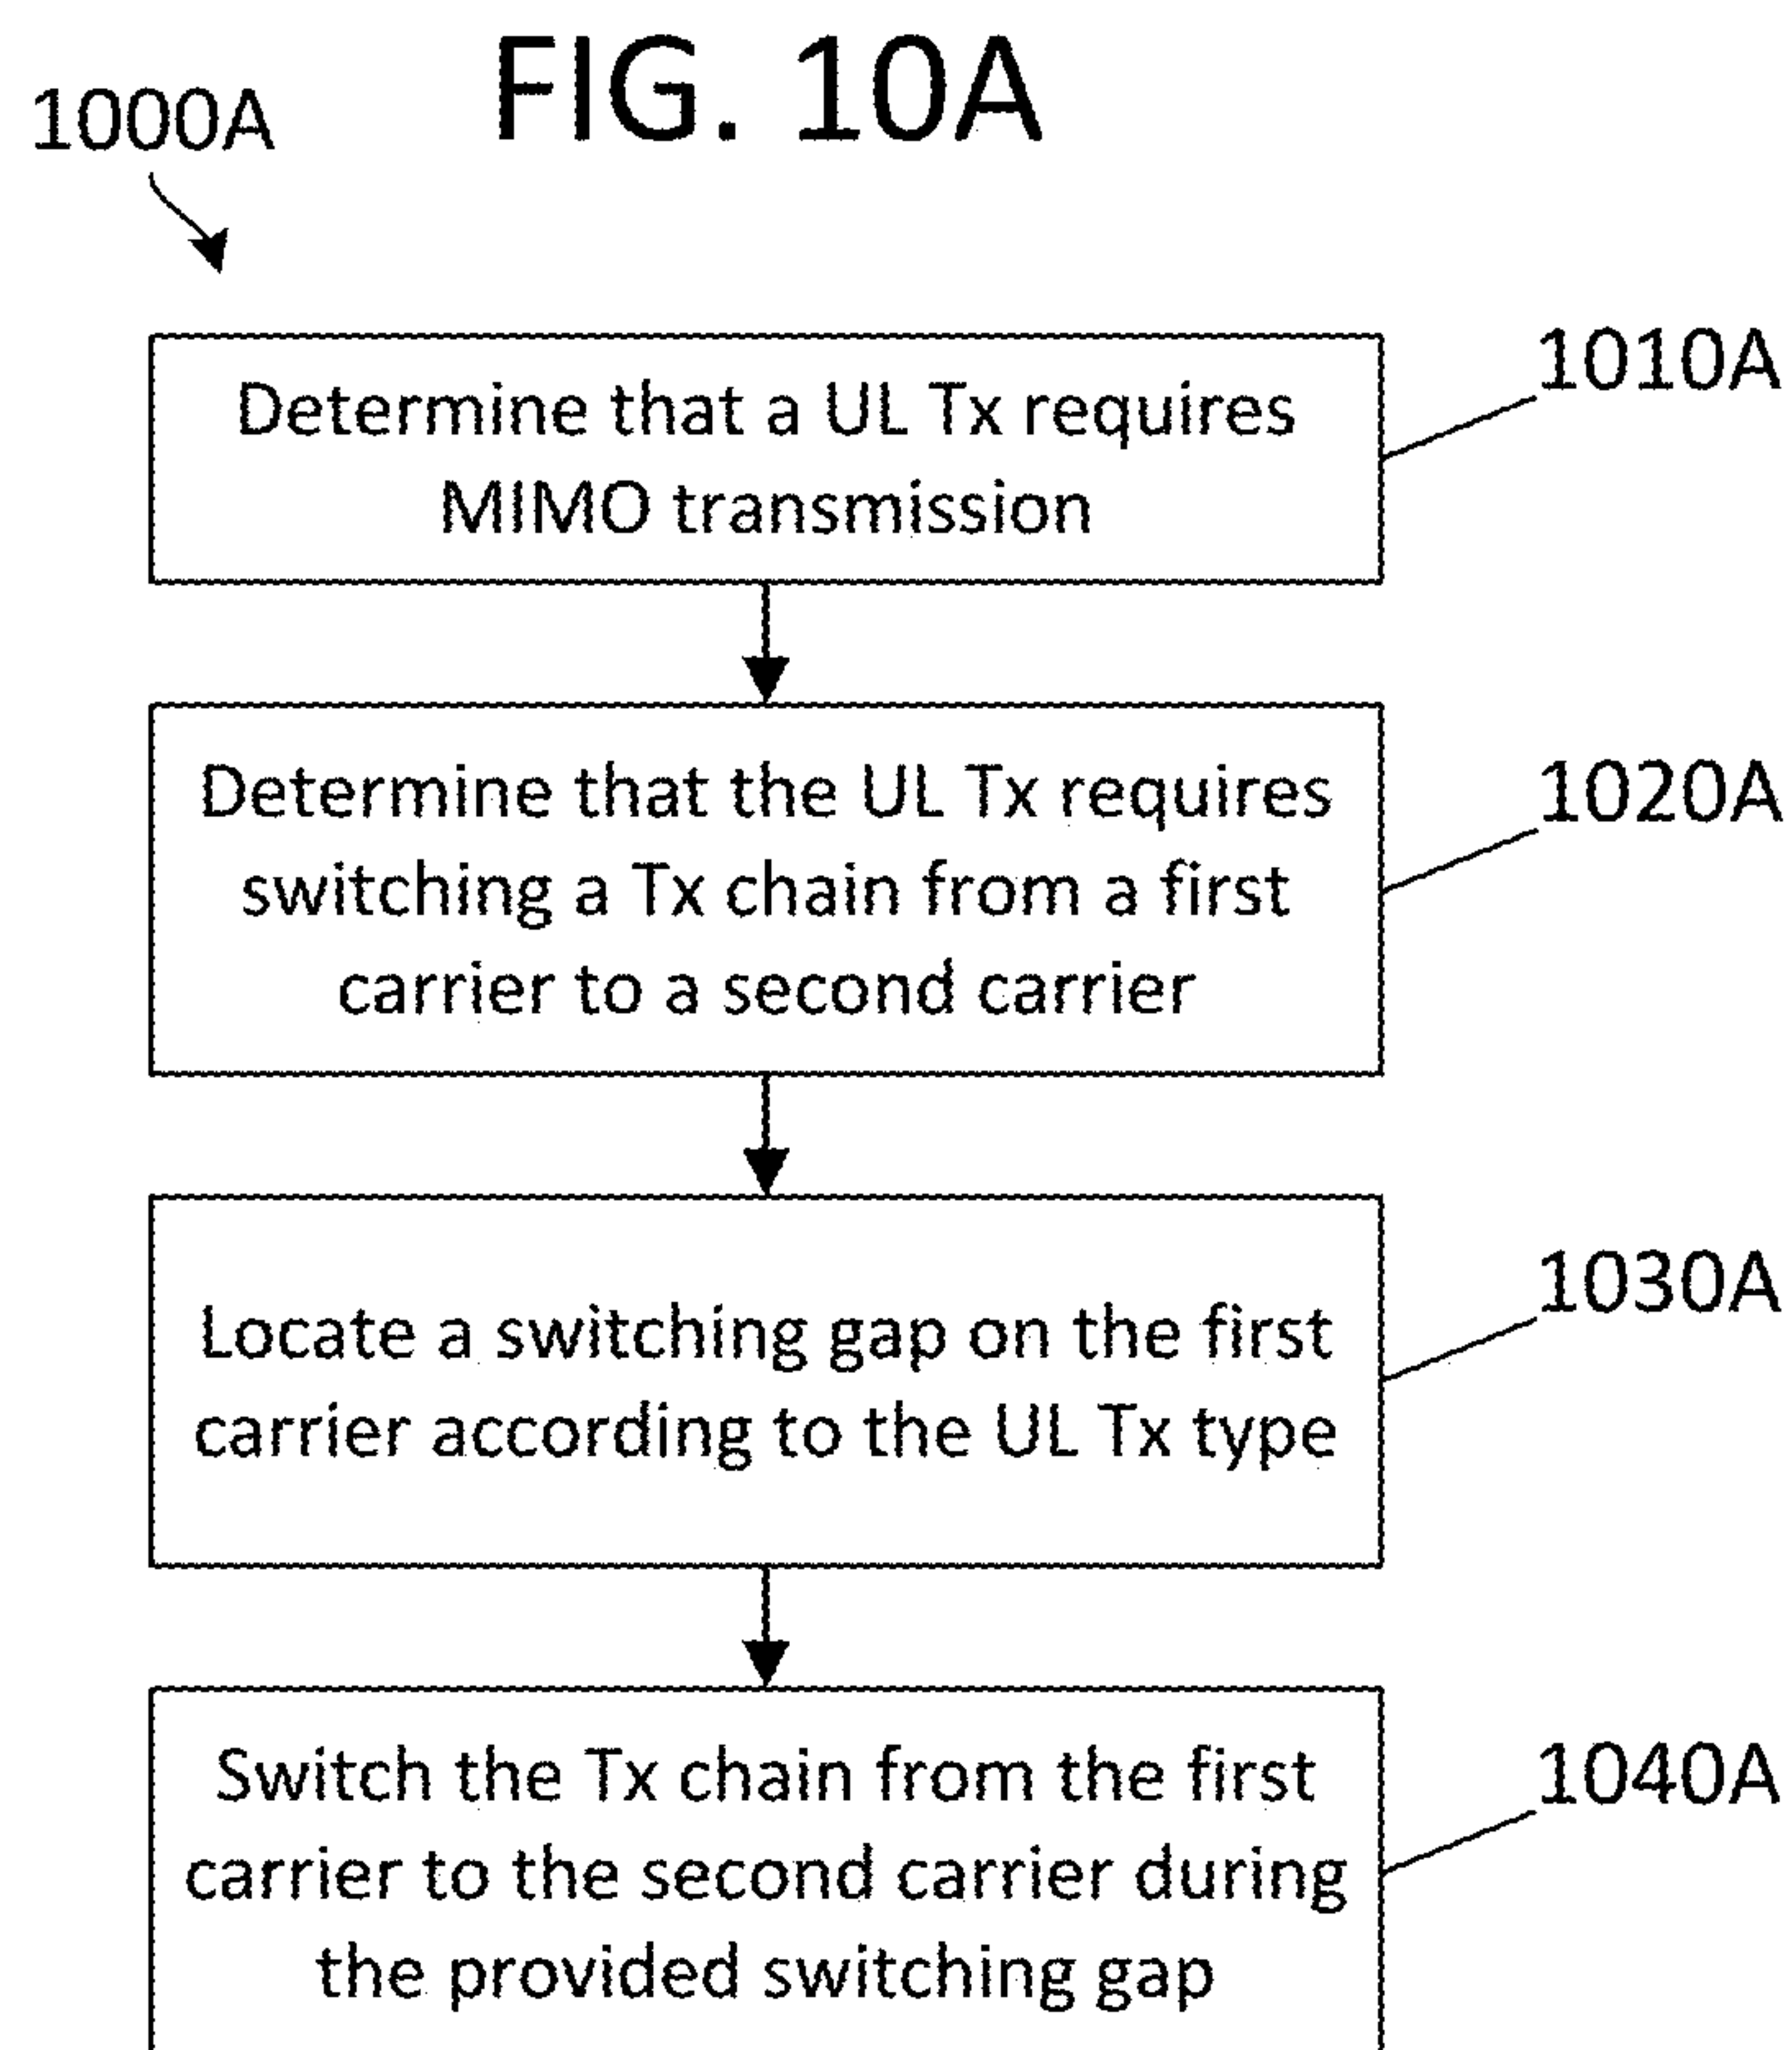 FIG. 10A
1000A
Determine that a UL Tx requires
MIMO transmission
1010A
Determine that the UL Tx requires
switching a Tx chain from a first
carrier to a second carrier
1020A
Locate a switching gap on the first
carrier according to the UL Tx type
1030A
Switch the Tx chain from the first
carrier to the second carrier during
the provided switching gap
1040A